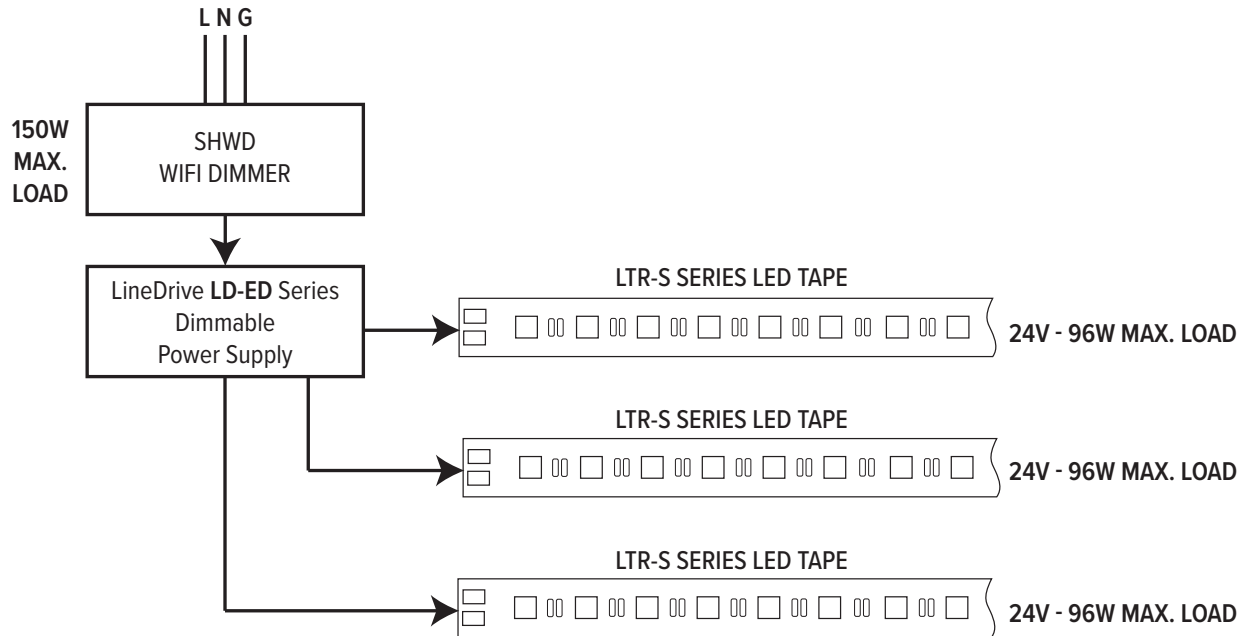 L N G
150W
MAX.
LOAD
SHWD
WIFI DIMMER
LineDrive LD-ED Series
Dimmable
Power Supply
LTR-S SERIES LED TAPE
24V - 96W MAX. LOAD
LTR-S SERIES LED TAPE
24V - 96W MAX. LOAD
LTR-S SERIES LED TAPE
24V - 96W MAX. LOAD